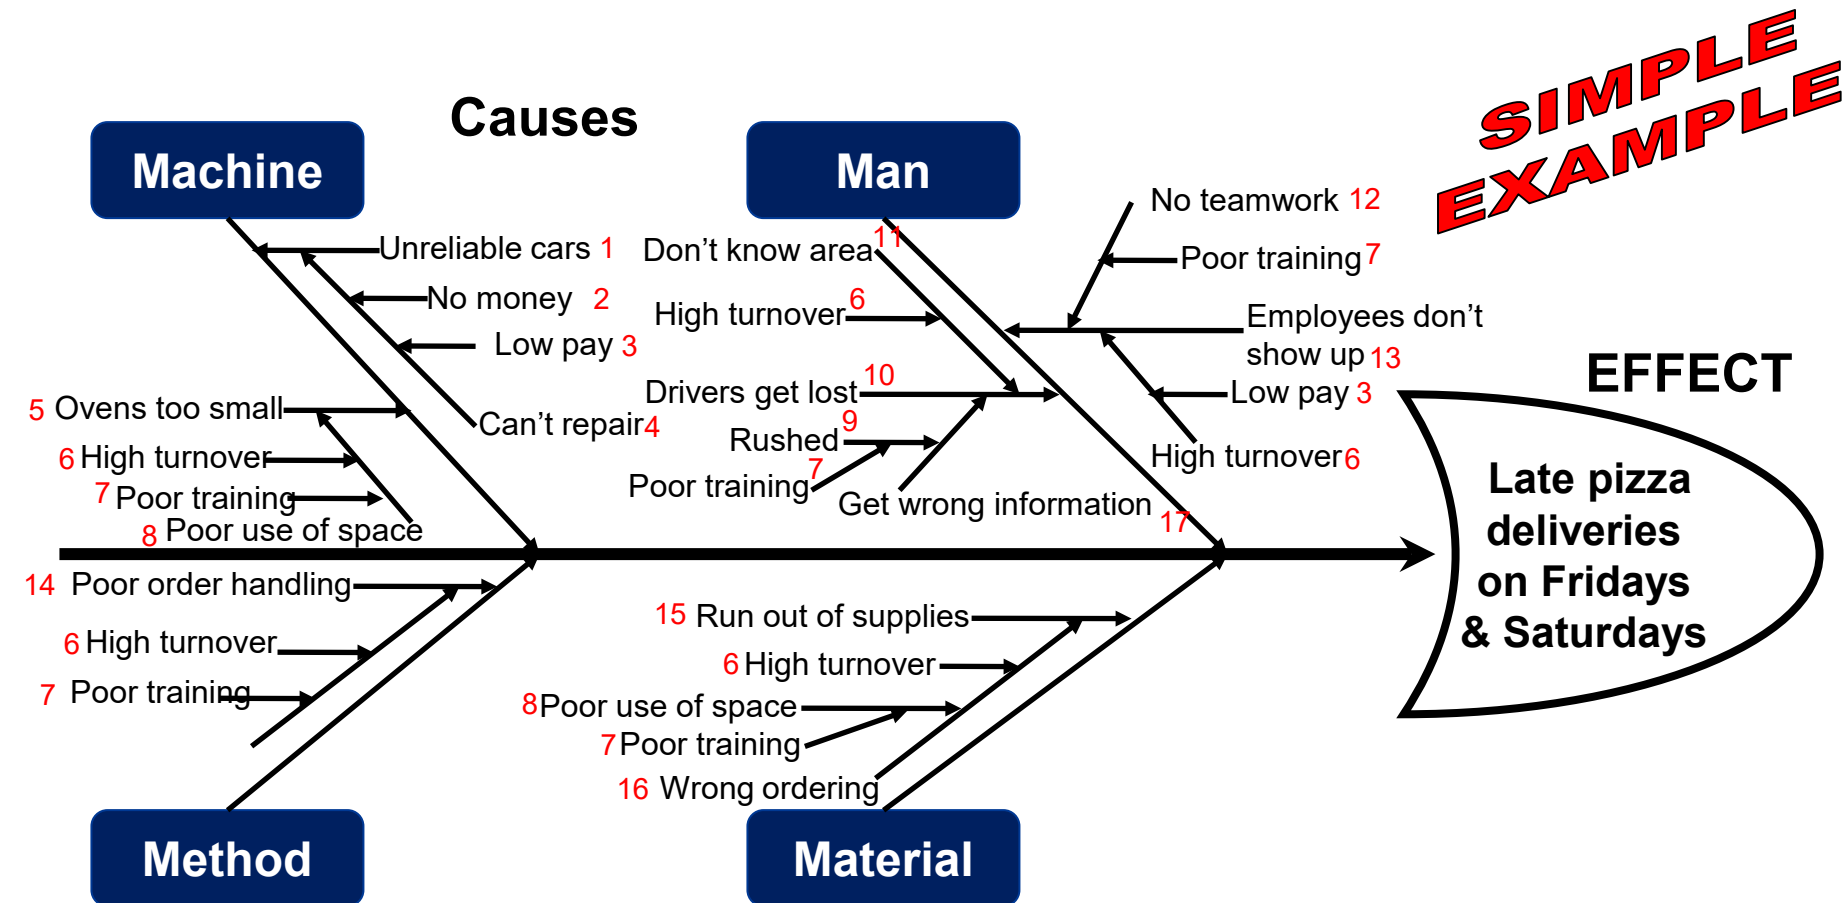 SIMPLE
EXAMPLE
Causes
Machine
Man
Unreliable cars 1
No money 2
Low pay 3
Can't repair 4
5 Ovens too small
6 High turnover
7 Poor training
8 Poor use of space
Don't know area 11
High turnover 6
Drivers get lost 10
Rushed 9
Poor training 7
Get wrong information 17
No teamwork 12
Poor training 7
Employees don't
show up 13
Low pay 3
High turnover 6
EFFECT
Late pizza
deliveries
on Fridays
& Saturdays
14 Poor order handling
6 High turnover
7 Poor training
15 Run out of supplies
6 High turnover
8 Poor use of space
7 Poor training
16 Wrong ordering
Method
Material